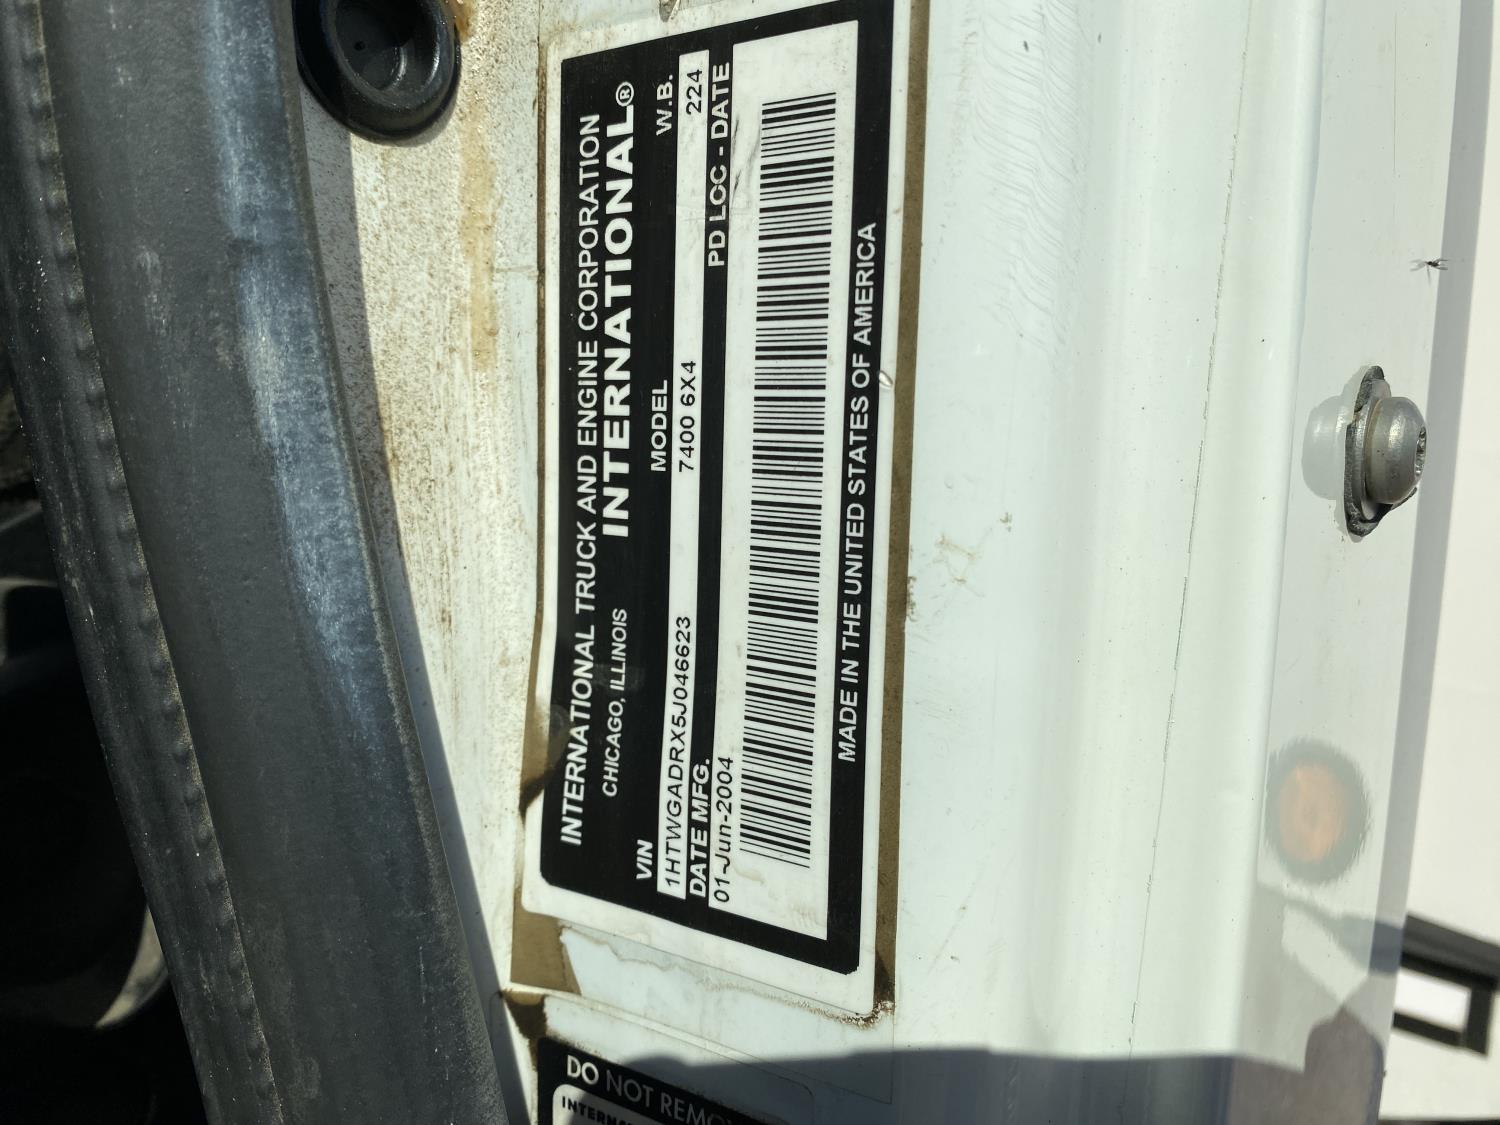 INTERNATIONAL TRUCK AND ENGINE CORPORATION
CHICAGO, ILLINOIS INTERNATIONAL®
VIN MODEL W.B.
1HTWGADRX5J046623 7400 6X4 224
DATE MFG. PD LOC - DATE
01-Jun-2004
MADE IN THE UNITED STATES OF AMERICA
DO NOT REMO